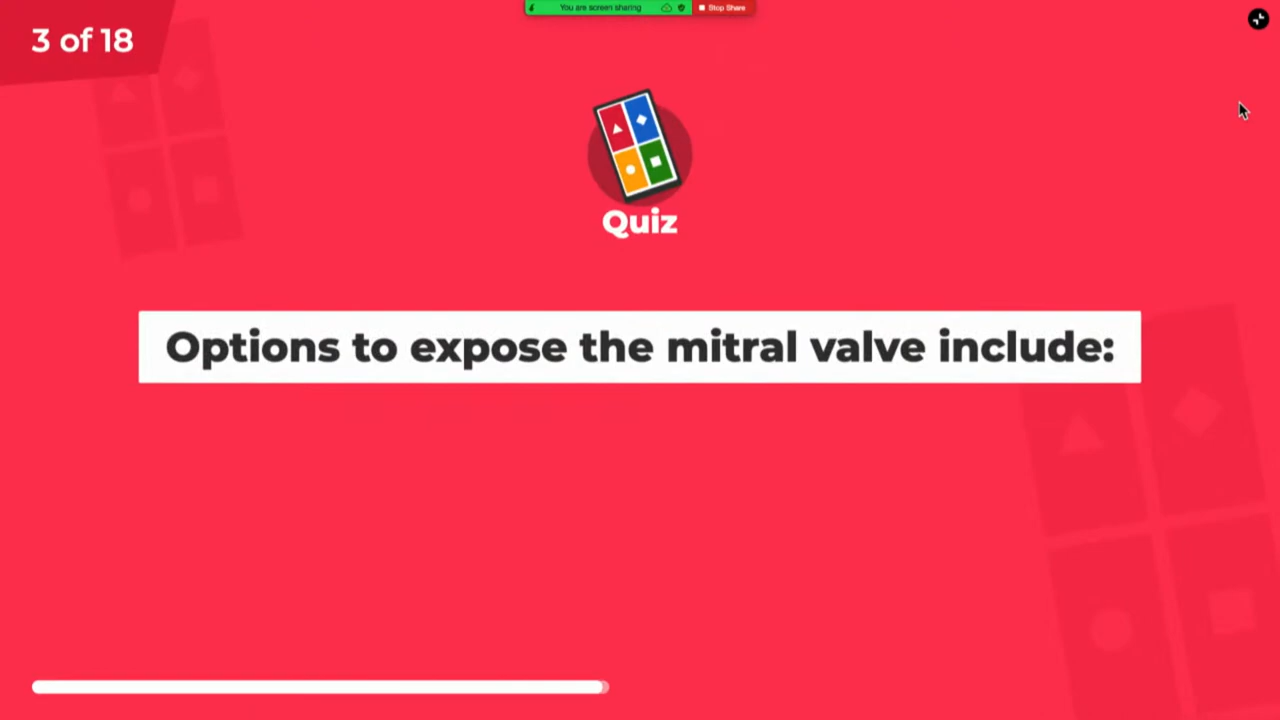 You are screen sharing
Stop Share
3 of 18
Quiz
Options to expose the mitral valve include: